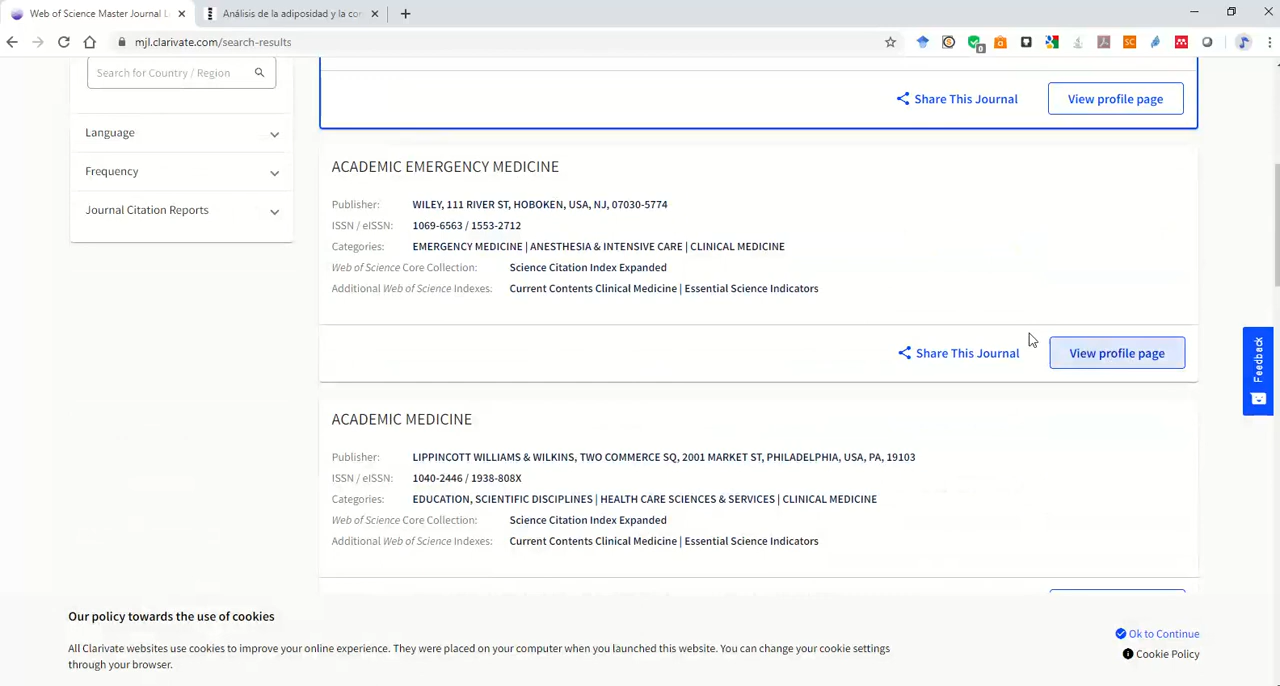 Web of Science Master Journal L
Análisis de la adiposidad y la co
mjl.clarivate.com/search-results
Search for Country / Region
Share This Journal
View profile page
Language
Frequency
Journal Citation Reports
ACADEMIC EMERGENCY MEDICINE
Publisher: WILEY, 111 RIVER ST, HOBOKEN, USA, NJ, 07030-5774
ISSN / eISSN: 1069-6563 / 1553-2712
Categories: EMERGENCY MEDICINE | ANESTHESIA & INTENSIVE CARE | CLINICAL MEDICINE
Web of Science Core Collection: Science Citation Index Expanded
Additional Web of Science Indexes: Current Contents Clinical Medicine | Essential Science Indicators
Share This Journal
View profile page
Feedback
ACADEMIC MEDICINE
Publisher: LIPPINCOTT WILLIAMS & WILKINS, TWO COMMERCE SQ, 2001 MARKET ST, PHILADELPHIA, USA, PA, 19103
ISSN / eISSN: 1040-2446 / 1938-808X
Categories: EDUCATION, SCIENTIFIC DISCIPLINES | HEALTH CARE SCIENCES & SERVICES | CLINICAL MEDICINE
Web of Science Core Collection: Science Citation Index Expanded
Additional Web of Science Indexes: Current Contents Clinical Medicine | Essential Science Indicators
Our policy towards the use of cookies
All Clarivate websites use cookies to improve your online experience. They were placed on your computer when you launched this website. You can change your cookie settings
through your browser.
Ok to Continue
Cookie Policy